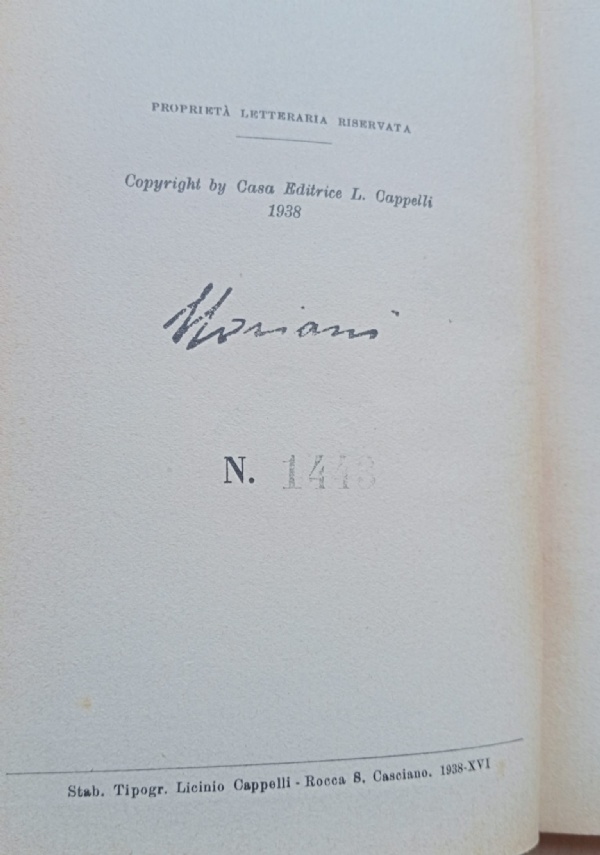 PROPRIETÀ LETTERARIA RISERVATA
Copyright by Casa Editrice L. Cappelli
1938
N. 1443
Stab. Tipogr. Licinio Cappelli - Rocca S. Casciano. 1938-XVI